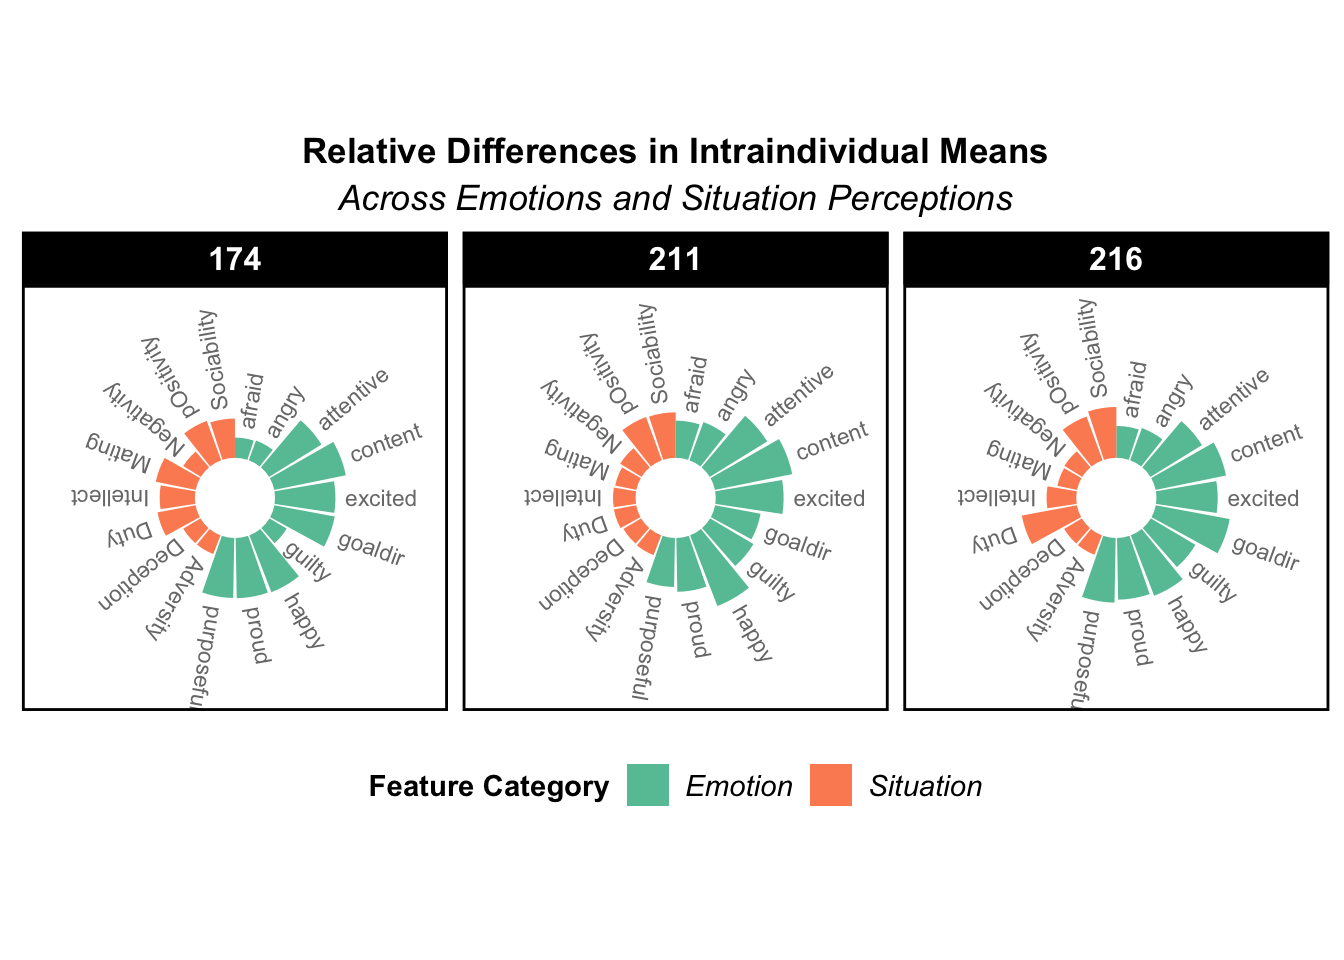 Relative Differences in Intraindividual Means
Across Emotions and Situation Perceptions
174
afraid
angry
attentive
content
excited
goaldir
guilty
happy
proud
purposeful
Adversity
Deception
Duty
Intellect
Mating
Negativity
pOsitivity
Sociability
211
afraid
angry
attentive
content
excited
goaldir
guilty
happy
proud
purposeful
Adversity
Deception
Duty
Intellect
Mating
Negativity
pOsitivity
Sociability
216
afraid
angry
attentive
content
excited
goaldir
guilty
happy
proud
purposeful
Adversity
Deception
Duty
Intellect
Mating
Negativity
pOsitivity
Sociability
Feature Category Emotion Situation